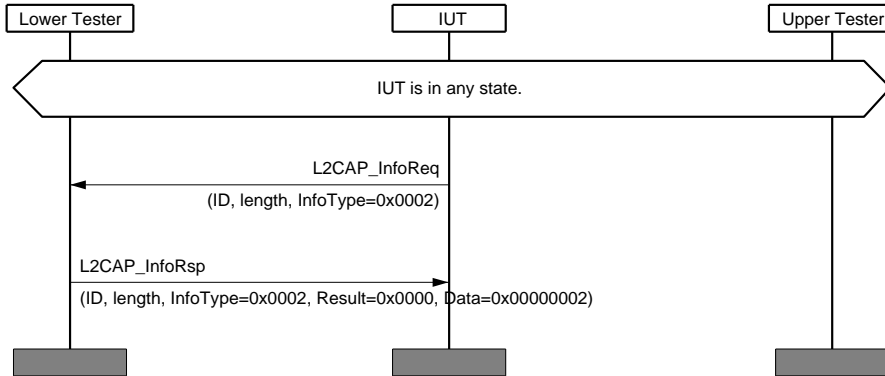 Lower Tester
IUT
Upper Tester
IUT is in any state.
L2CAP_InfoReq
(ID, length, InfoType=0x0002)
L2CAP_InfoRsp
(ID, length, InfoType=0x0002, Result=0x0000, Data=0x00000002)